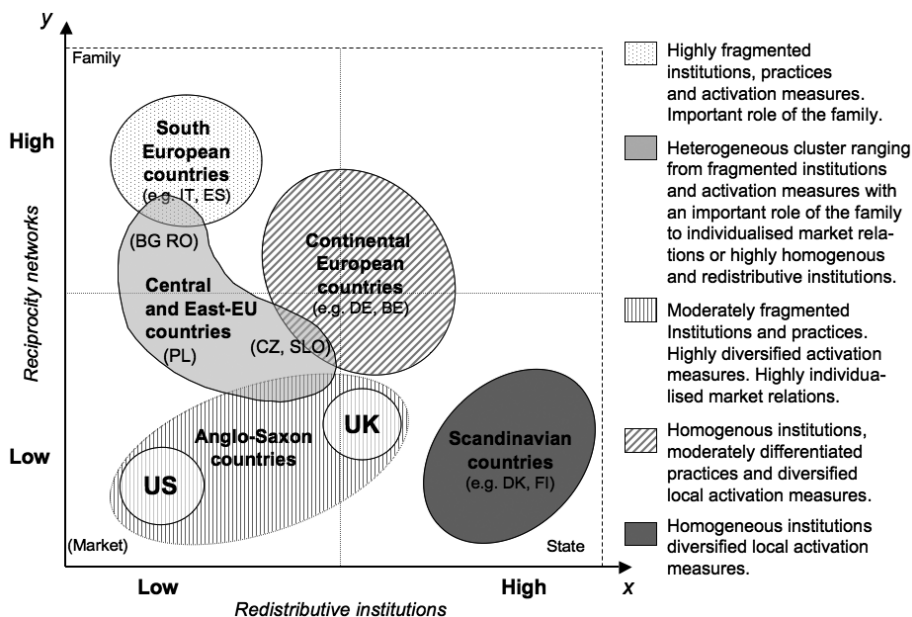 y
Family
High
South
European
countries
(e.g. IT, ES)
(BG RO)
Continental
European
countries
(e.g. DE, BE)
Central
and East-EU
countries
(PL)
(CZ, SLO)
Reciprocity networks
UK
Anglo-Saxon
countries
US
Scandinavian
countries
(e.g. DK, FI)
Low
(Market)
State
Low
High
x
Redistributive institutions
Highly fragmented
institutions, practices
and activation measures.
Important role of the family.
Heterogeneous cluster ranging
from fragmented institutions
and activation measures with
an important role of the family
to individualised market rela-
tions or highly homogenous
and redistributive institutions.
Moderately fragmented
Institutions and practices.
Highly diversified activation
measures. Highly individua-
lised market relations.
Homogenous institutions,
moderately differentiated
practices and diversified
local activation measures.
Homogeneous institutions
diversified local activation
measures.